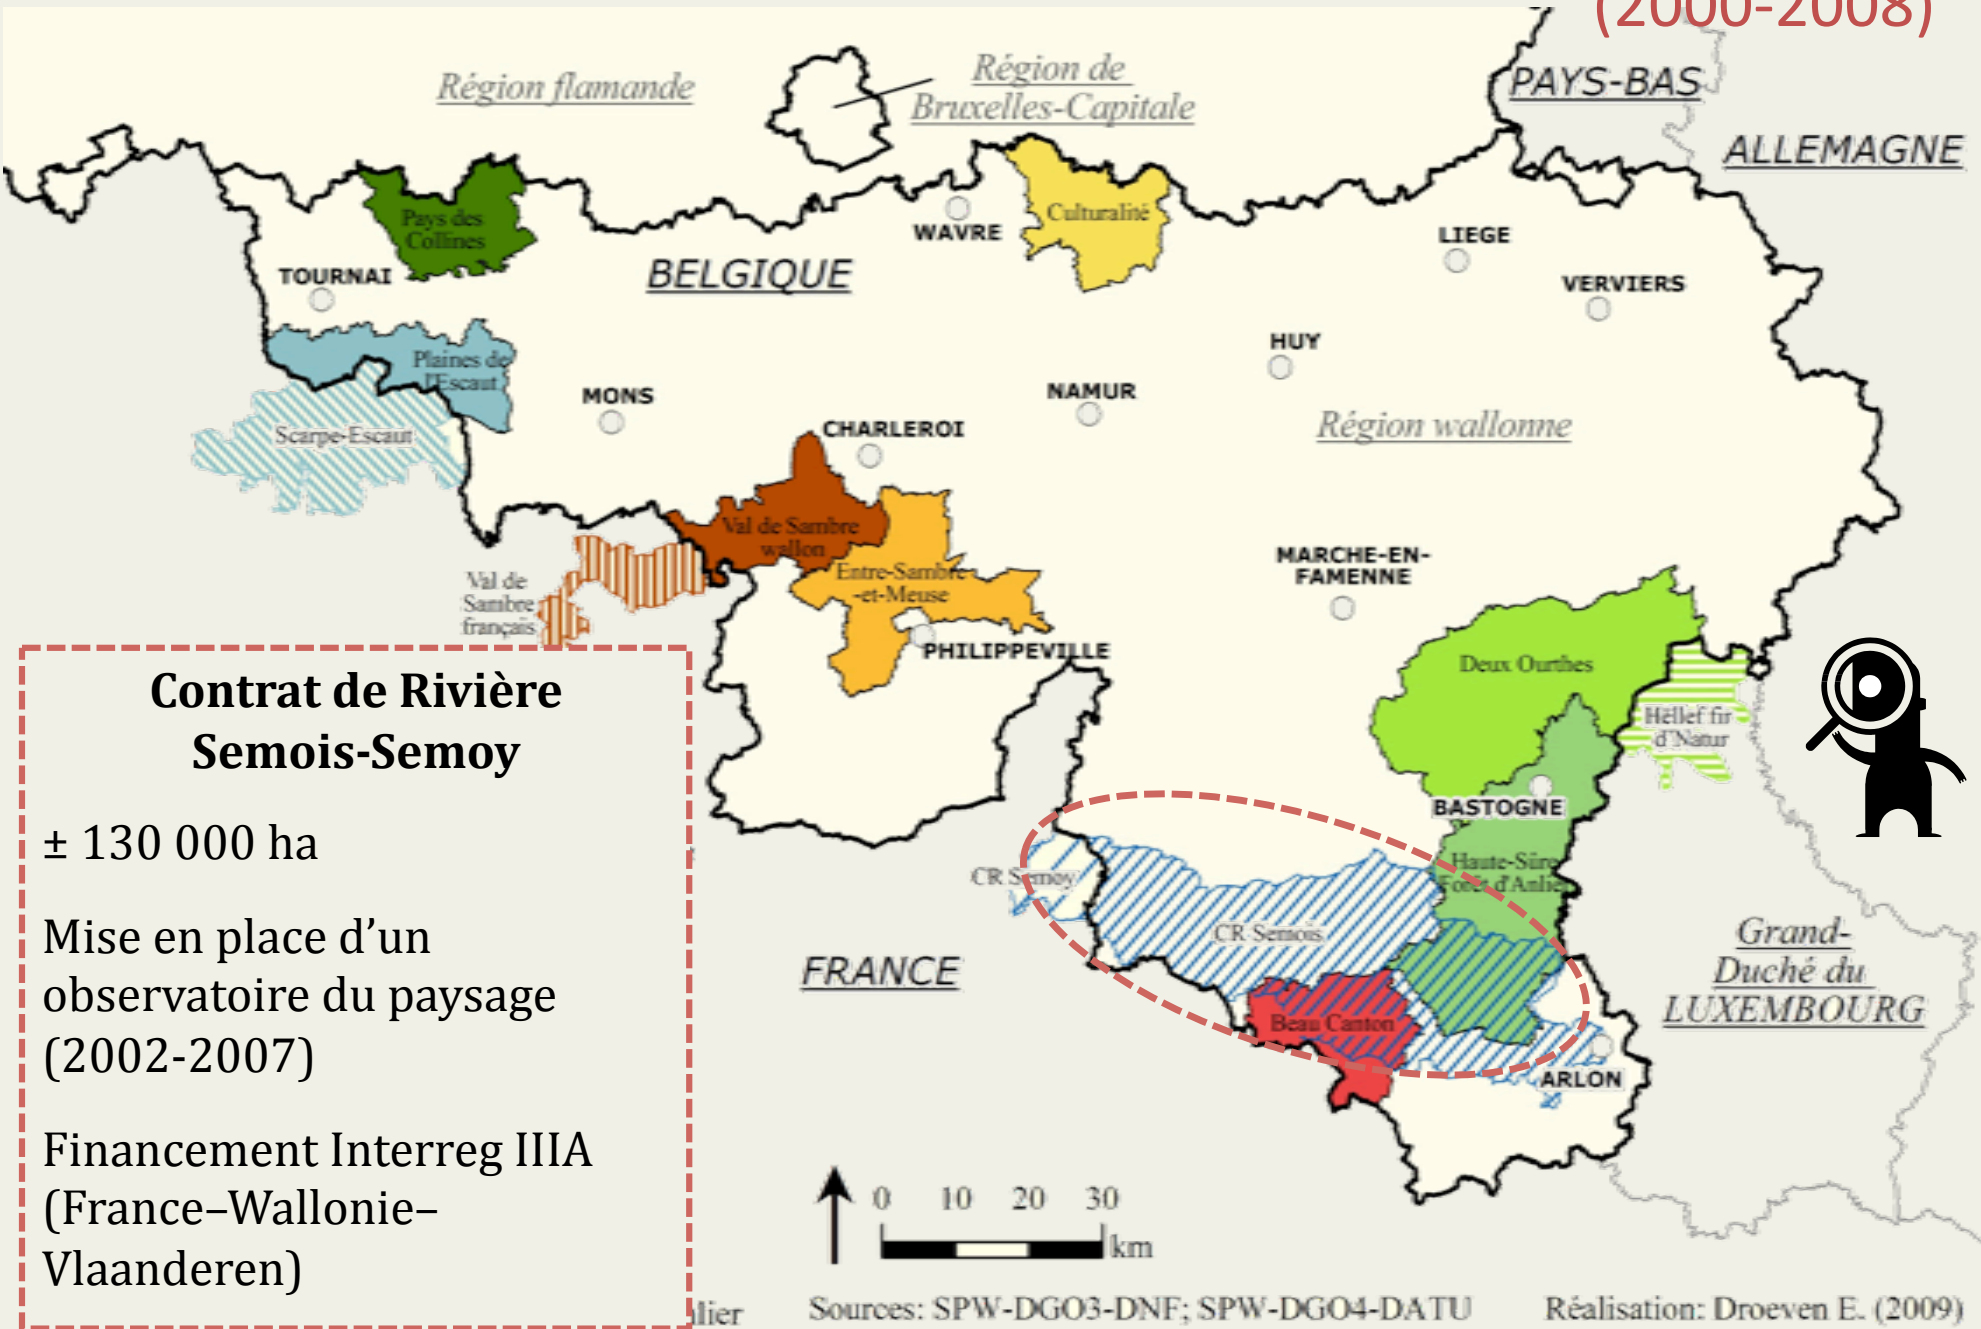 (2000-2008)
PAYS-BAS
ALLEMAGNE
Région flamande
Région de
Bruxelles-Capitale
Pays des
Collines
WAVRE
Culturalité
LIEGE
TOURNAI
BELGIQUE
VERVIERS
Plaines de
l'Escaut
HUY
MONS
NAMUR
Scarpe-Escaut
CHARLEROI
Région wallonne
Val de Sambre
wallon
Entre-Sambre-
-et-Meuse
MARCHE-EN-
FAMENNE
Val de
Sambre
français
PHILIPPEVILLE
Deux Ourthes
Hëllef fir
d'Natur
BASTOGNE
Haute-Sûre
Forêt d'Anlier
CR Semoy
CR Semois
FRANCE
Beau Canton
Grand-
Duché du
LUXEMBOURG
ARLON
Contrat de Rivière
Semois-Semoy
± 130 000 ha
Mise en place d’un
observatoire du paysage
(2002-2007)
Financement Interreg IIIA
(France–Wallonie–
Vlaanderen)
0 10 20 30
km
Sources: SPW-DGO3-DNF; SPW-DGO4-DATU
Réalisation: Droeven E. (2009)